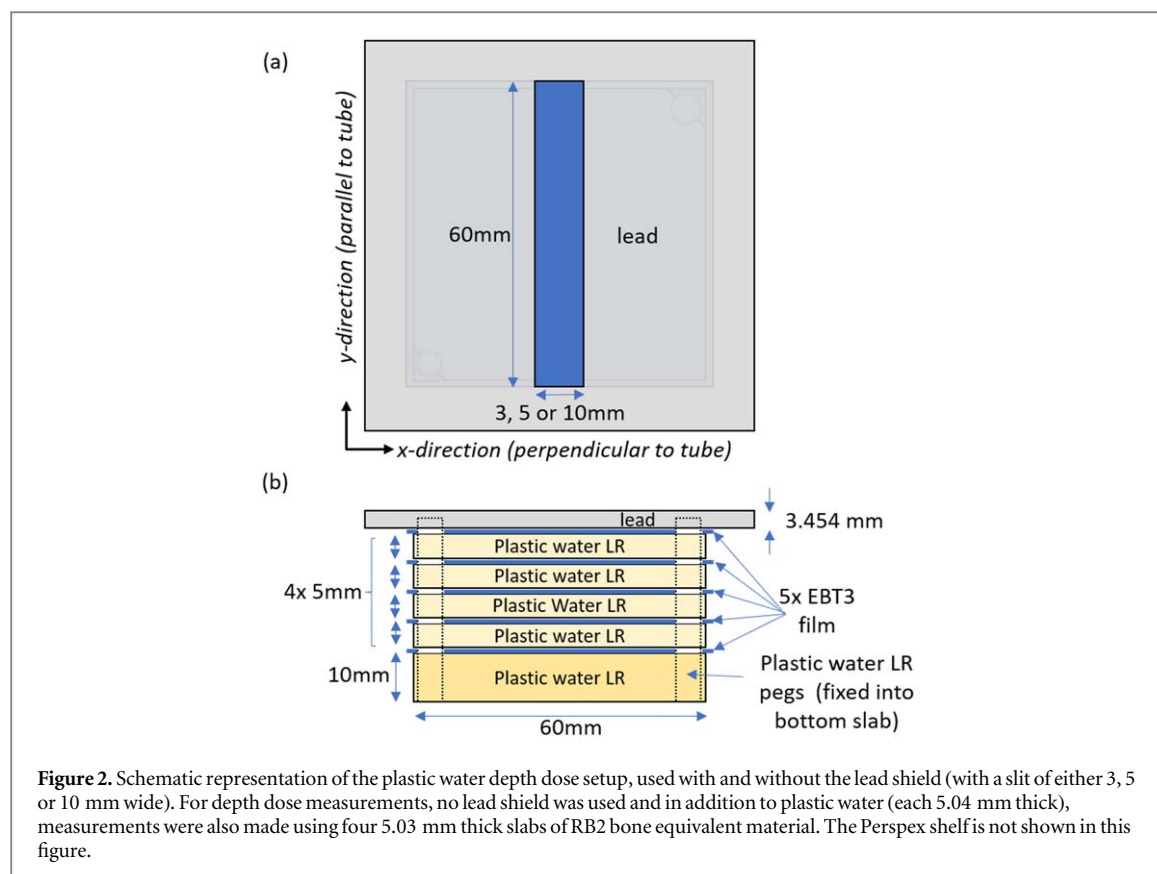 (a)
y-direction (parallel to tube)
60mm
lead
3, 5 or 10mm
x-direction (perpendicular to tube)
(b)
lead
3.454 mm
Plastic water LR
Plastic water LR
4x 5mm
Plastic Water LR
5x EBT3
film
Plastic water LR
10mm
Plastic water LR
Plastic water LR
pegs (fixed into
bottom slab)
60mm
Figure 2. Schematic representation of the plastic water depth dose setup, used with and without the lead shield (with a slit of either 3, 5
or 10 mm wide). For depth dose measurements, no lead shield was used and in addition to plastic water (each 5.04 mm thick),
measurements were also made using four 5.03 mm thick slabs of RB2 bone equivalent material. The Perspex shelf is not shown in this
figure.